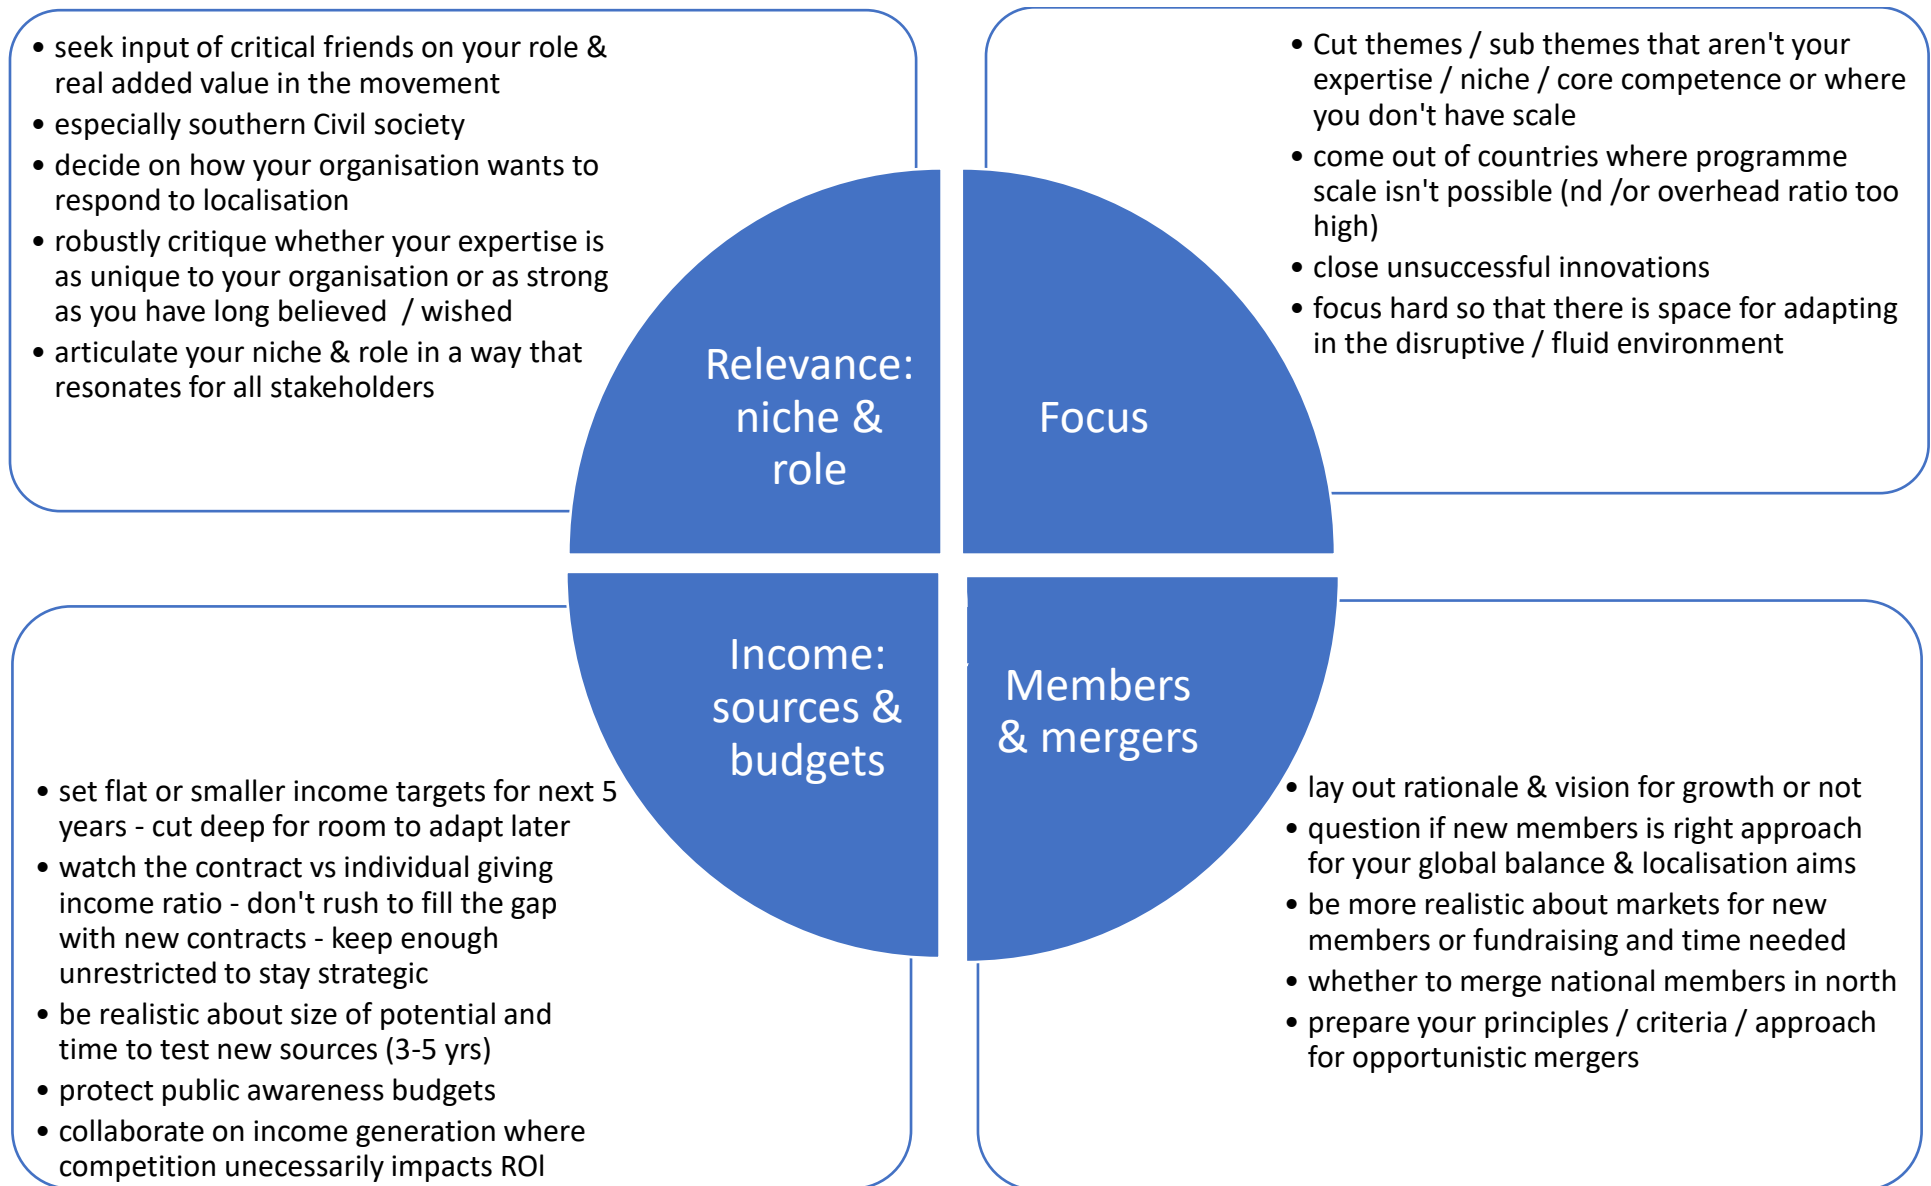 • seek input of critical friends on your role &
real added value in the movement
• especially southern Civil society
• decide on how your organisation wants to
respond to localisation
• robustly critique whether your expertise is
as unique to your organisation or as strong
as you have long believed / wished
• articulate your niche & role in a way that
resonates for all stakeholders
• Cut themes / sub themes that aren't your
expertise / niche / core competence or where
you don't have scale
• come out of countries where programme
scale isn't possible (nd /or overhead ratio too
high)
• close unsuccessful innovations
• focus hard so that there is space for adapting
in the disruptive / fluid environment
Relevance:
niche &
role
Focus
Income:
sources &
budgets
Members
& mergers
• set flat or smaller income targets for next 5
years - cut deep for room to adapt later
• watch the contract vs individual giving
income ratio - don't rush to fill the gap
with new contracts - keep enough
unrestricted to stay strategic
• be realistic about size of potential and
time to test new sources (3-5 yrs)
• protect public awareness budgets
• collaborate on income generation where
competition unecessarily impacts ROl
• lay out rationale & vision for growth or not
• question if new members is right approach
for your global balance & localisation aims
• be more realistic about markets for new
members or fundraising and time needed
• whether to merge national members in north
• prepare your principles / criteria / approach
for opportunistic mergers